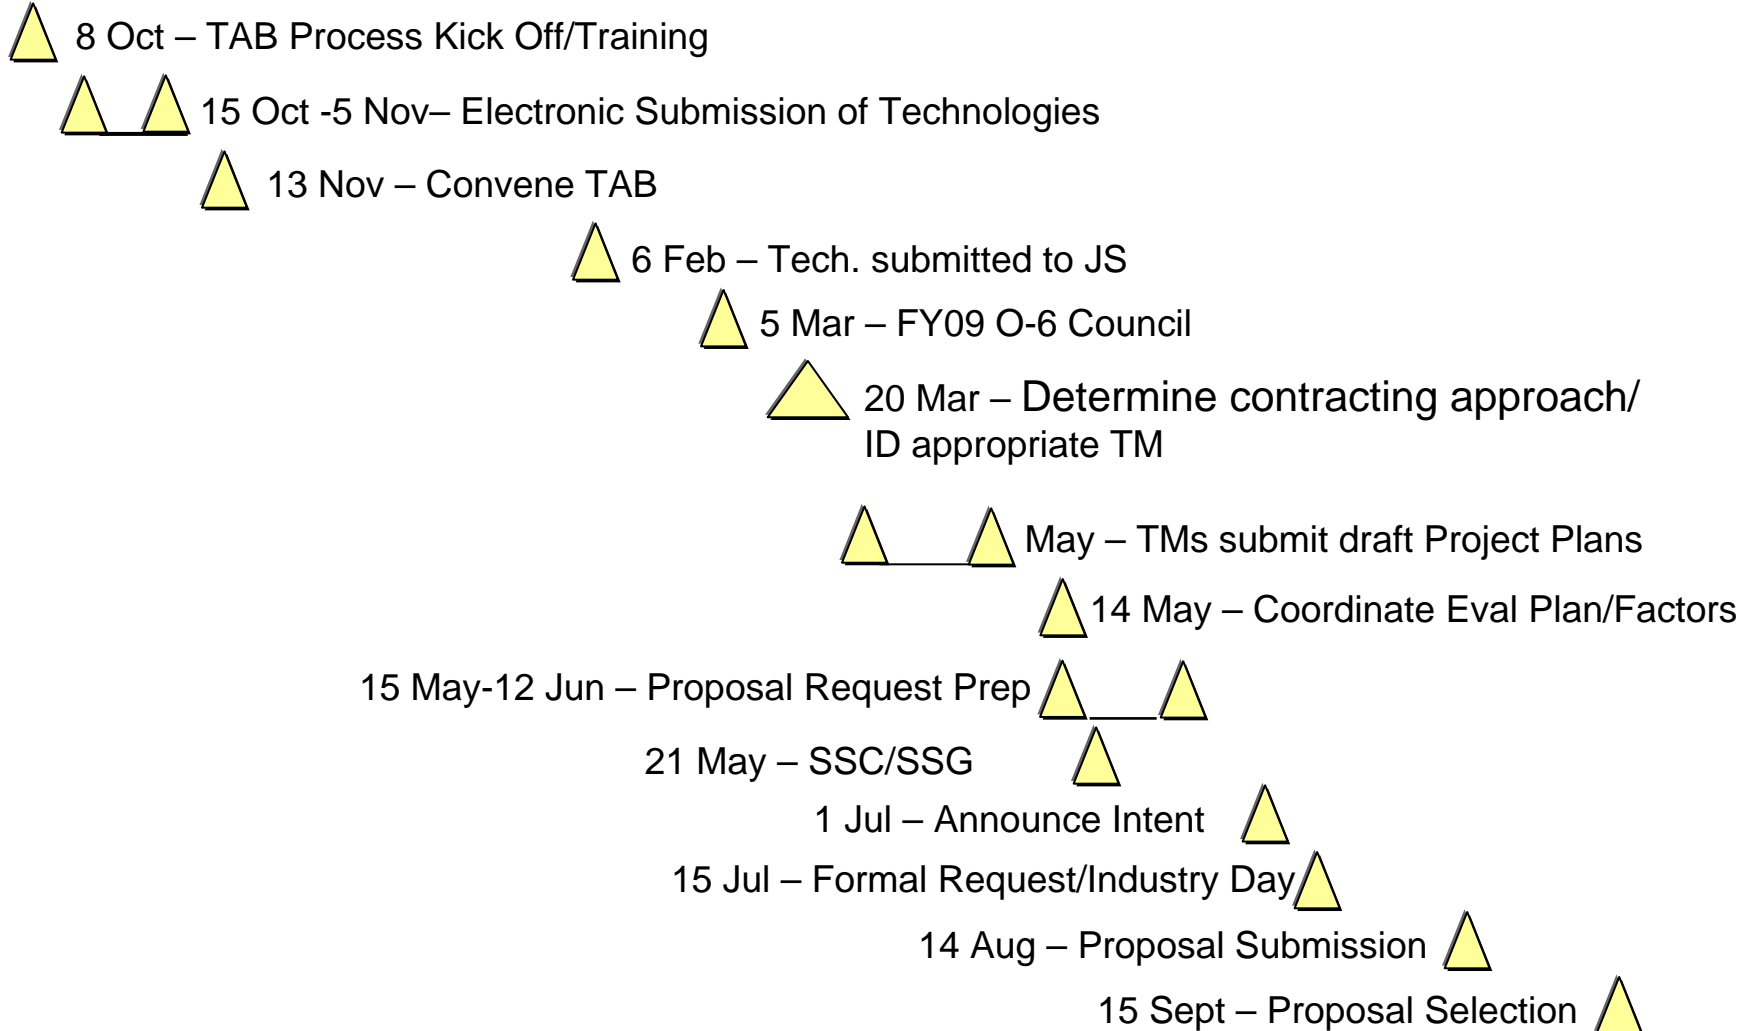 8 Oct – TAB Process Kick Off/Training
15 Oct -5 Nov– Electronic Submission of Technologies
13 Nov – Convene TAB
6 Feb – Tech. submitted to JS
5 Mar – FY09 O-6 Council
20 Mar – Determine contracting approach/
ID appropriate TM
May – TMs submit draft Project Plans
14 May – Coordinate Eval Plan/Factors
15 May-12 Jun – Proposal Request Prep
21 May – SSC/SSG
1 Jul – Announce Intent
15 Jul – Formal Request/Industry Day
14 Aug – Proposal Submission
15 Sept – Proposal Selection